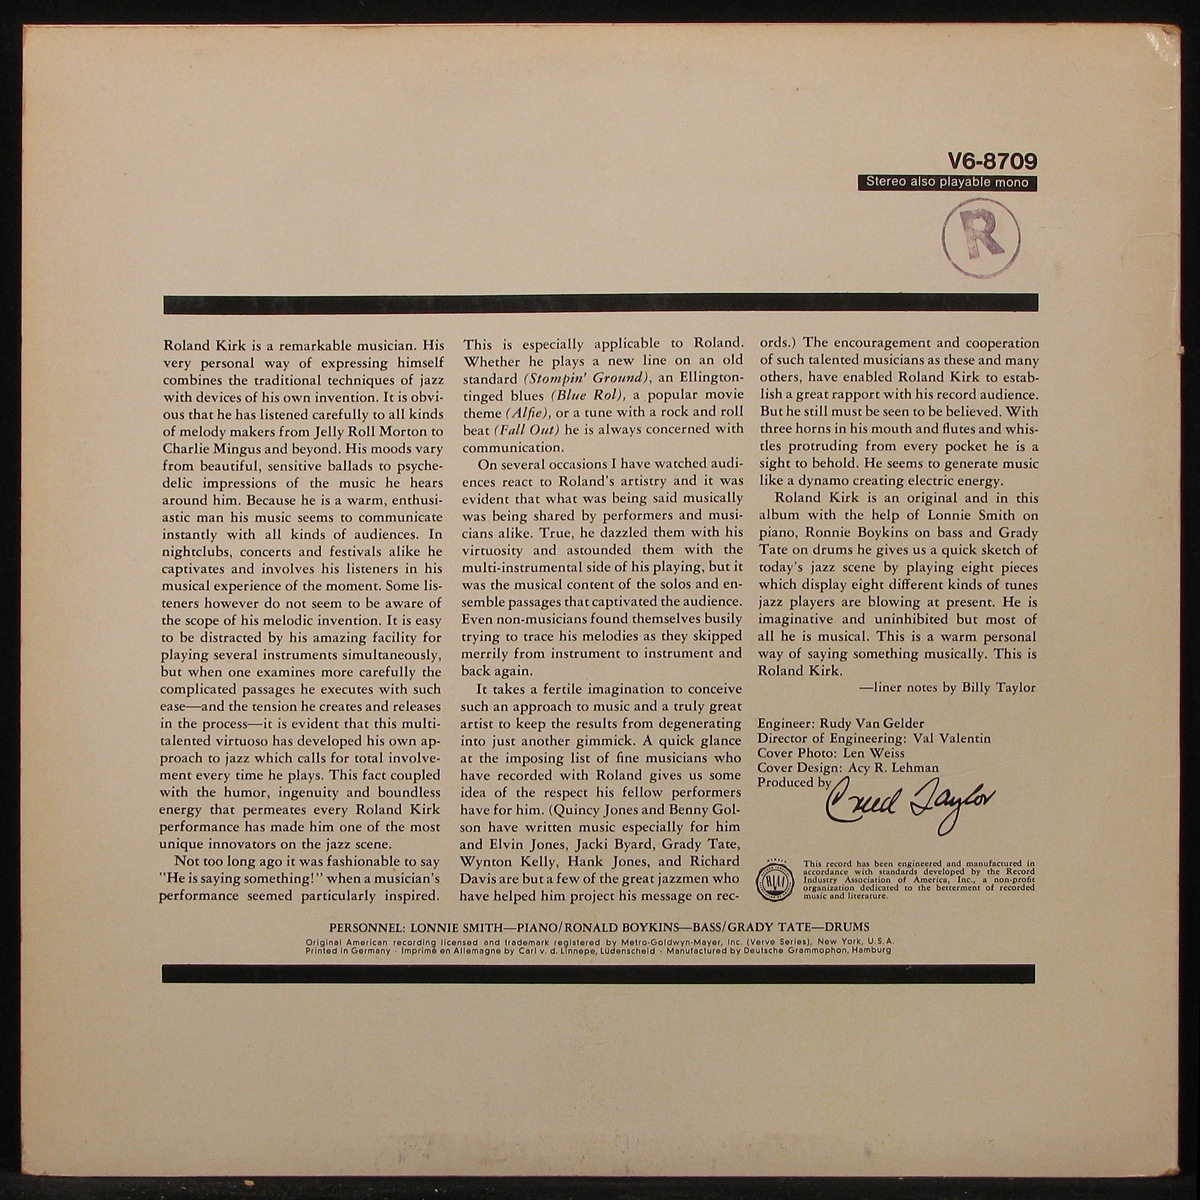 V6-8709
Stereo also playable mono
R
Roland Kirk is a remarkable musician. His
very personal way of expressing himself
combines the traditional techniques of jazz
with devices of his own invention. It is obvi-
ous that he has listened carefully to all kinds
of melody makers from Jelly Roll Morton to
Charlie Mingus and beyond. His moods vary
from beautiful, sensitive ballads to psyche-
delic impressions of the music he hears
around him. Because he is a warm, enthusi-
astic man his music seems to communicate
instantly with all kinds of audiences. In
nightclubs, concerts and festivals alike he
captivates and involves his listeners in his
musical experience of the moment. Some lis-
teners however do not seem to be aware of
the scope of his melodic invention. It is easy
to be distracted by his amazing facility for
playing several instruments simultaneously,
but when one examines more carefully the
complicated passages he executes with such
ease—and the tension he creates and releases
in the process—it is evident that this multi-
talented virtuoso has developed his own ap-
proach to jazz which calls for total involve-
ment every time he plays. This fact coupled
with the humor, ingenuity and boundless
energy that permeates every Roland Kirk
performance has made him one of the most
unique innovators on the jazz scene.
Not too long ago it was fashionable to say
"He is saying something!" when a musician's
performance seemed particularly inspired.
This is especially applicable to Roland.
Whether he plays a new line on an old
standard (Stompin' Ground), an Ellington-
tinged blues (Blue Rol), a popular movie
theme (Alfie), or a tune with a rock and roll
beat (Fall Out) he is always concerned with
communication.
On several occasions I have watched audi-
ences react to Roland's artistry and it was
evident that what was being said musically
was being shared by performers and musi-
cians alike. True, he dazzled them with his
virtuosity and astounded them with the
multi-instrumental side of his playing, but it
was the musical content of the solos and en-
semble passages that captivated the audience.
Even non-musicians found themselves busily
trying to trace his melodies as they skipped
merrily from instrument to instrument and
back again.
It takes a fertile imagination to conceive
such an approach to music and a truly great
artist to keep the results from degenerating
into just another gimmick. A quick glance
at the imposing list of fine musicians who
have recorded with Roland gives us some
idea of the respect his fellow performers
have for him. (Quincy Jones and Benny Gol-
son have written music especially for him
and Elvin Jones, Jacki Byard, Grady Tate,
Wynton Kelly, Hank Jones, and Richard
Davis are but a few of the great jazzmen who
have helped him project his message on rec-
ords.) The encouragement and cooperation
of such talented musicians as these and many
others, have enabled Roland Kirk to estab-
lish a great rapport with his record audience.
But he still must be seen to be believed. With
three horns in his mouth and flutes and whis-
tles protruding from every pocket he is a
sight to behold. He seems to generate music
like a dynamo creating electric energy.
Roland Kirk is an original and in this
album with the help of Lonnie Smith on
piano, Ronnie Boykins on bass and Grady
Tate on drums he gives us a quick sketch of
today's jazz scene by playing eight pieces
which display eight different kinds of tunes
jazz players are blowing at present. He is
imaginative and uninhibited but most of
all he is musical. This is a warm personal
way of saying something musically. This is
Roland Kirk.
—liner notes by Billy Taylor
Engineer: Rudy Van Gelder
Director of Engineering: Val Valentin
Cover Photo: Len Weiss
Cover Design: Acy R. Lehman
Produced by Creed Taylor
RIAA
This record has been engineered and manufactured in
accordance with standards developed by the Record
Industry Association of America, Inc., a non-profit
organization dedicated to the betterment of recorded
music and literature.
PERSONNEL: LONNIE SMITH—PIANO/RONALD BOYKINS—BASS/GRADY TATE—DRUMS
Original American recording licensed and trademark registered by Metro-Goldwyn-Mayer, Inc. (Verve Series), New York, U.S.A.
Printed in Germany · Imprimé en Allemagne by Carl v. d. Linnepe, Lüdenscheid · Manufactured by Deutsche Grammophon, Hamburg